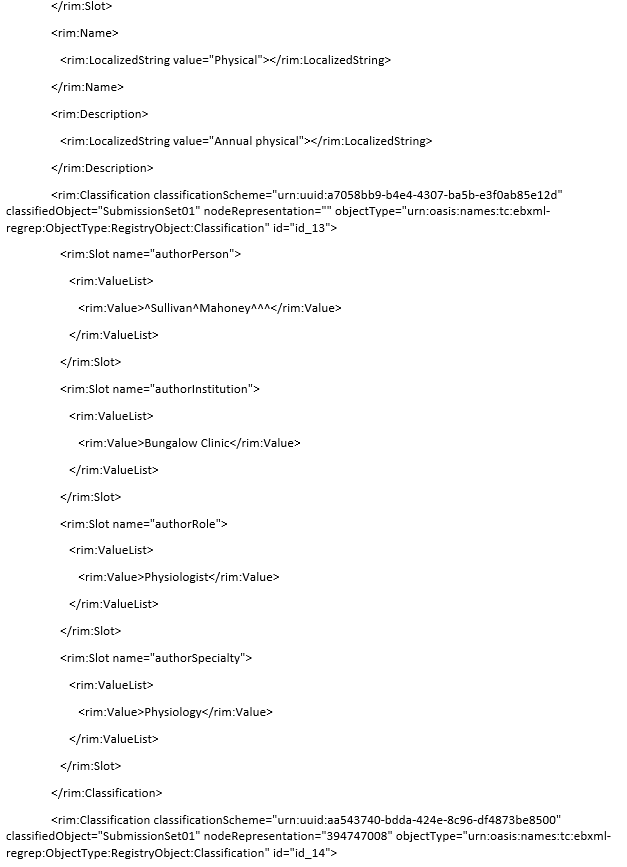 </rim:Slot>
<rim:Name>
<rim:LocalizedString value="Physical"></rim:LocalizedString>
</rim:Name>
<rim:Description>
<rim:LocalizedString value="Annual physical"></rim:LocalizedString>
</rim:Description>
<rim:Classification classificationScheme="urn:uuid:a7058bb9-b4e4-4307-ba5b-e3f0ab85e12d"
classifiedObject="SubmissionSet01" nodeRepresentation="" objectType="urn:oasis:names:tc:ebxml-
regrep:ObjectType:RegistryObject:Classification" id="id_13">
<rim:Slot name="authorPerson">
<rim:ValueList>
<rim:Value>^Sullivan^Mahoney^^^</rim:Value>
</rim:ValueList>
</rim:Slot>
<rim:Slot name="authorInstitution">
<rim:ValueList>
<rim:Value>Bungalow Clinic</rim:Value>
</rim:ValueList>
</rim:Slot>
<rim:Slot name="authorRole">
<rim:ValueList>
<rim:Value>Physiologist</rim:Value>
</rim:ValueList>
</rim:Slot>
<rim:Slot name="authorSpecialty">
<rim:ValueList>
<rim:Value>Physiology</rim:Value>
</rim:ValueList>
</rim:Slot>
</rim:Classification>
<rim:Classification classificationScheme="urn:uuid:aa543740-bdda-424e-8c96-df4873be8500"
classifiedObject="SubmissionSet01" nodeRepresentation="394747008" objectType="urn:oasis:names:tc:ebxml-
regrep:ObjectType:RegistryObject:Classification" id="id_14">